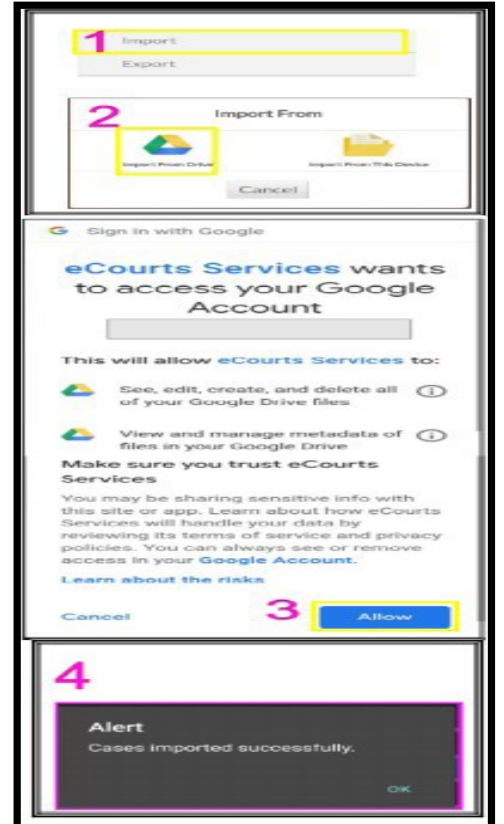 1
Import
Export
2
Import From
Import From Drive
Import From This Device
Cancel
G Sign in with Google
eCourts Services wants
to access your Google
Account
This will allow eCourts Services to:
See, edit, create, and delete all
of your Google Drive files
View and manage metadata of
files in your Google Drive
Make sure you trust eCourts
Services
You may be sharing sensitive info with
this site or app. Learn about how eCourts
Services will handle your data by
reviewing its terms of service and privacy
policies. You can always see or remove
access in your Google Account.
Learn about the risks
Cancel
3
Allow
4
Alert
Cases imported successfully.
OK